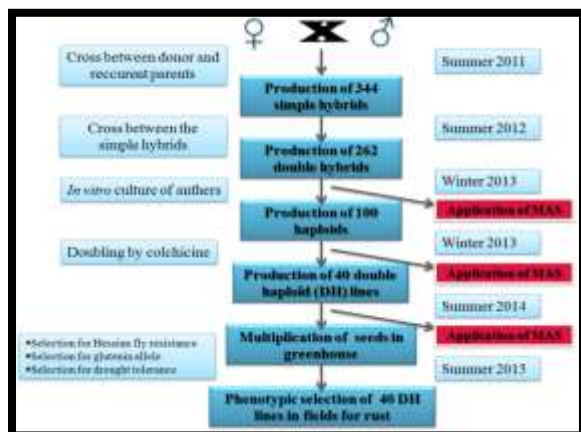 Cross between donor and
reccurent parents
Summer 2011
Production of 344
simple hybrids
Cross between the
simple hybrids
Summer 2012
Production of 262
double hybrids
Winter 2013
In vitro culture of anthers
Application of MAS
Production of 100
haploids
Winter 2013
Doubling by colchicine
Application of MAS
Production of 40 double
haploid (DH) lines
Summer 2014
Application of MAS
Multiplication of seeds in
greenhouse
▪Selection for Hessian fly resistance
▪Selection for glutenin allele
▪Selection for drought tolerance
Summer 2015
Phenotypic selection of 40 DH
lines in fields for rust